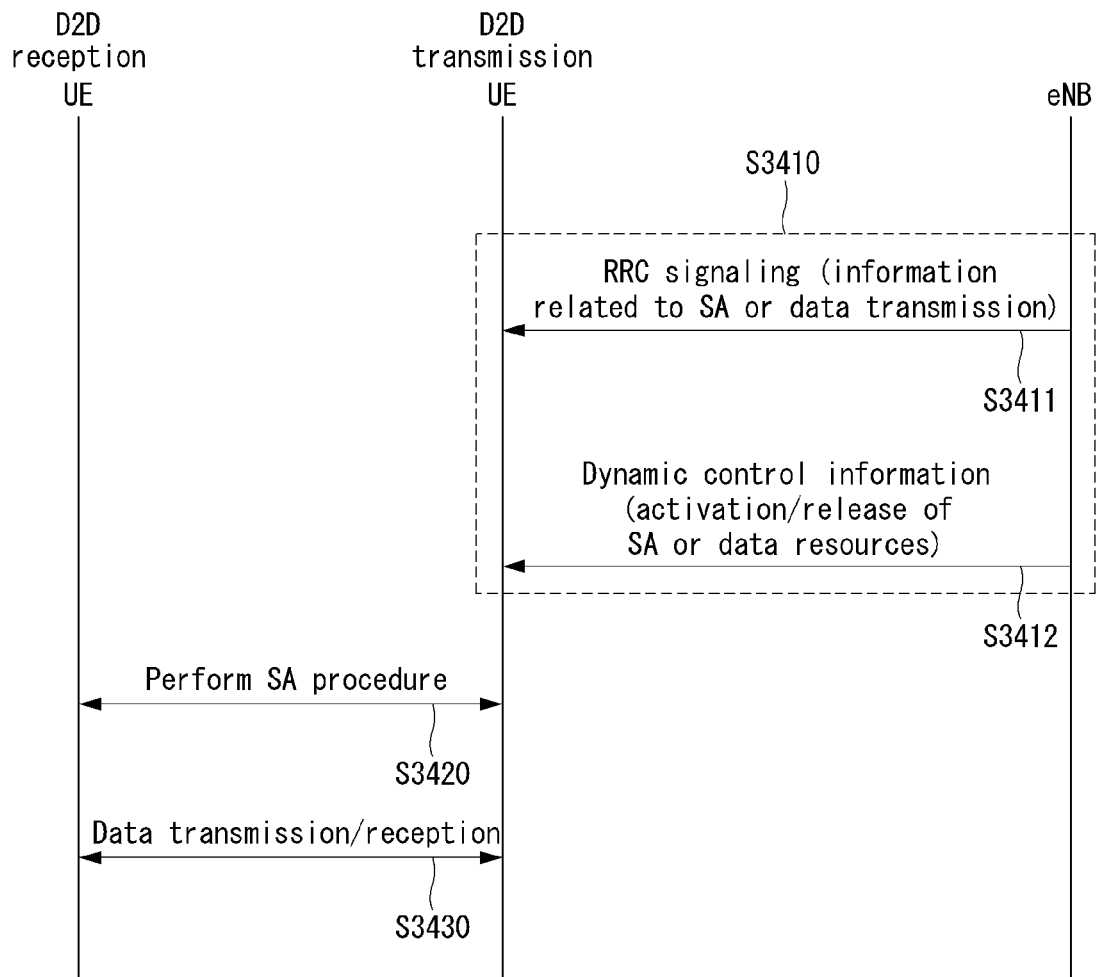 D2D
reception
UE
D2D
transmission
UE
eNB
S3410
RRC signaling (information
related to SA or data transmission)
S3411
Dynamic control information
(activation/release of
SA or data resources)
S3412
Perform SA procedure
S3420
Data transmission/reception
S3430